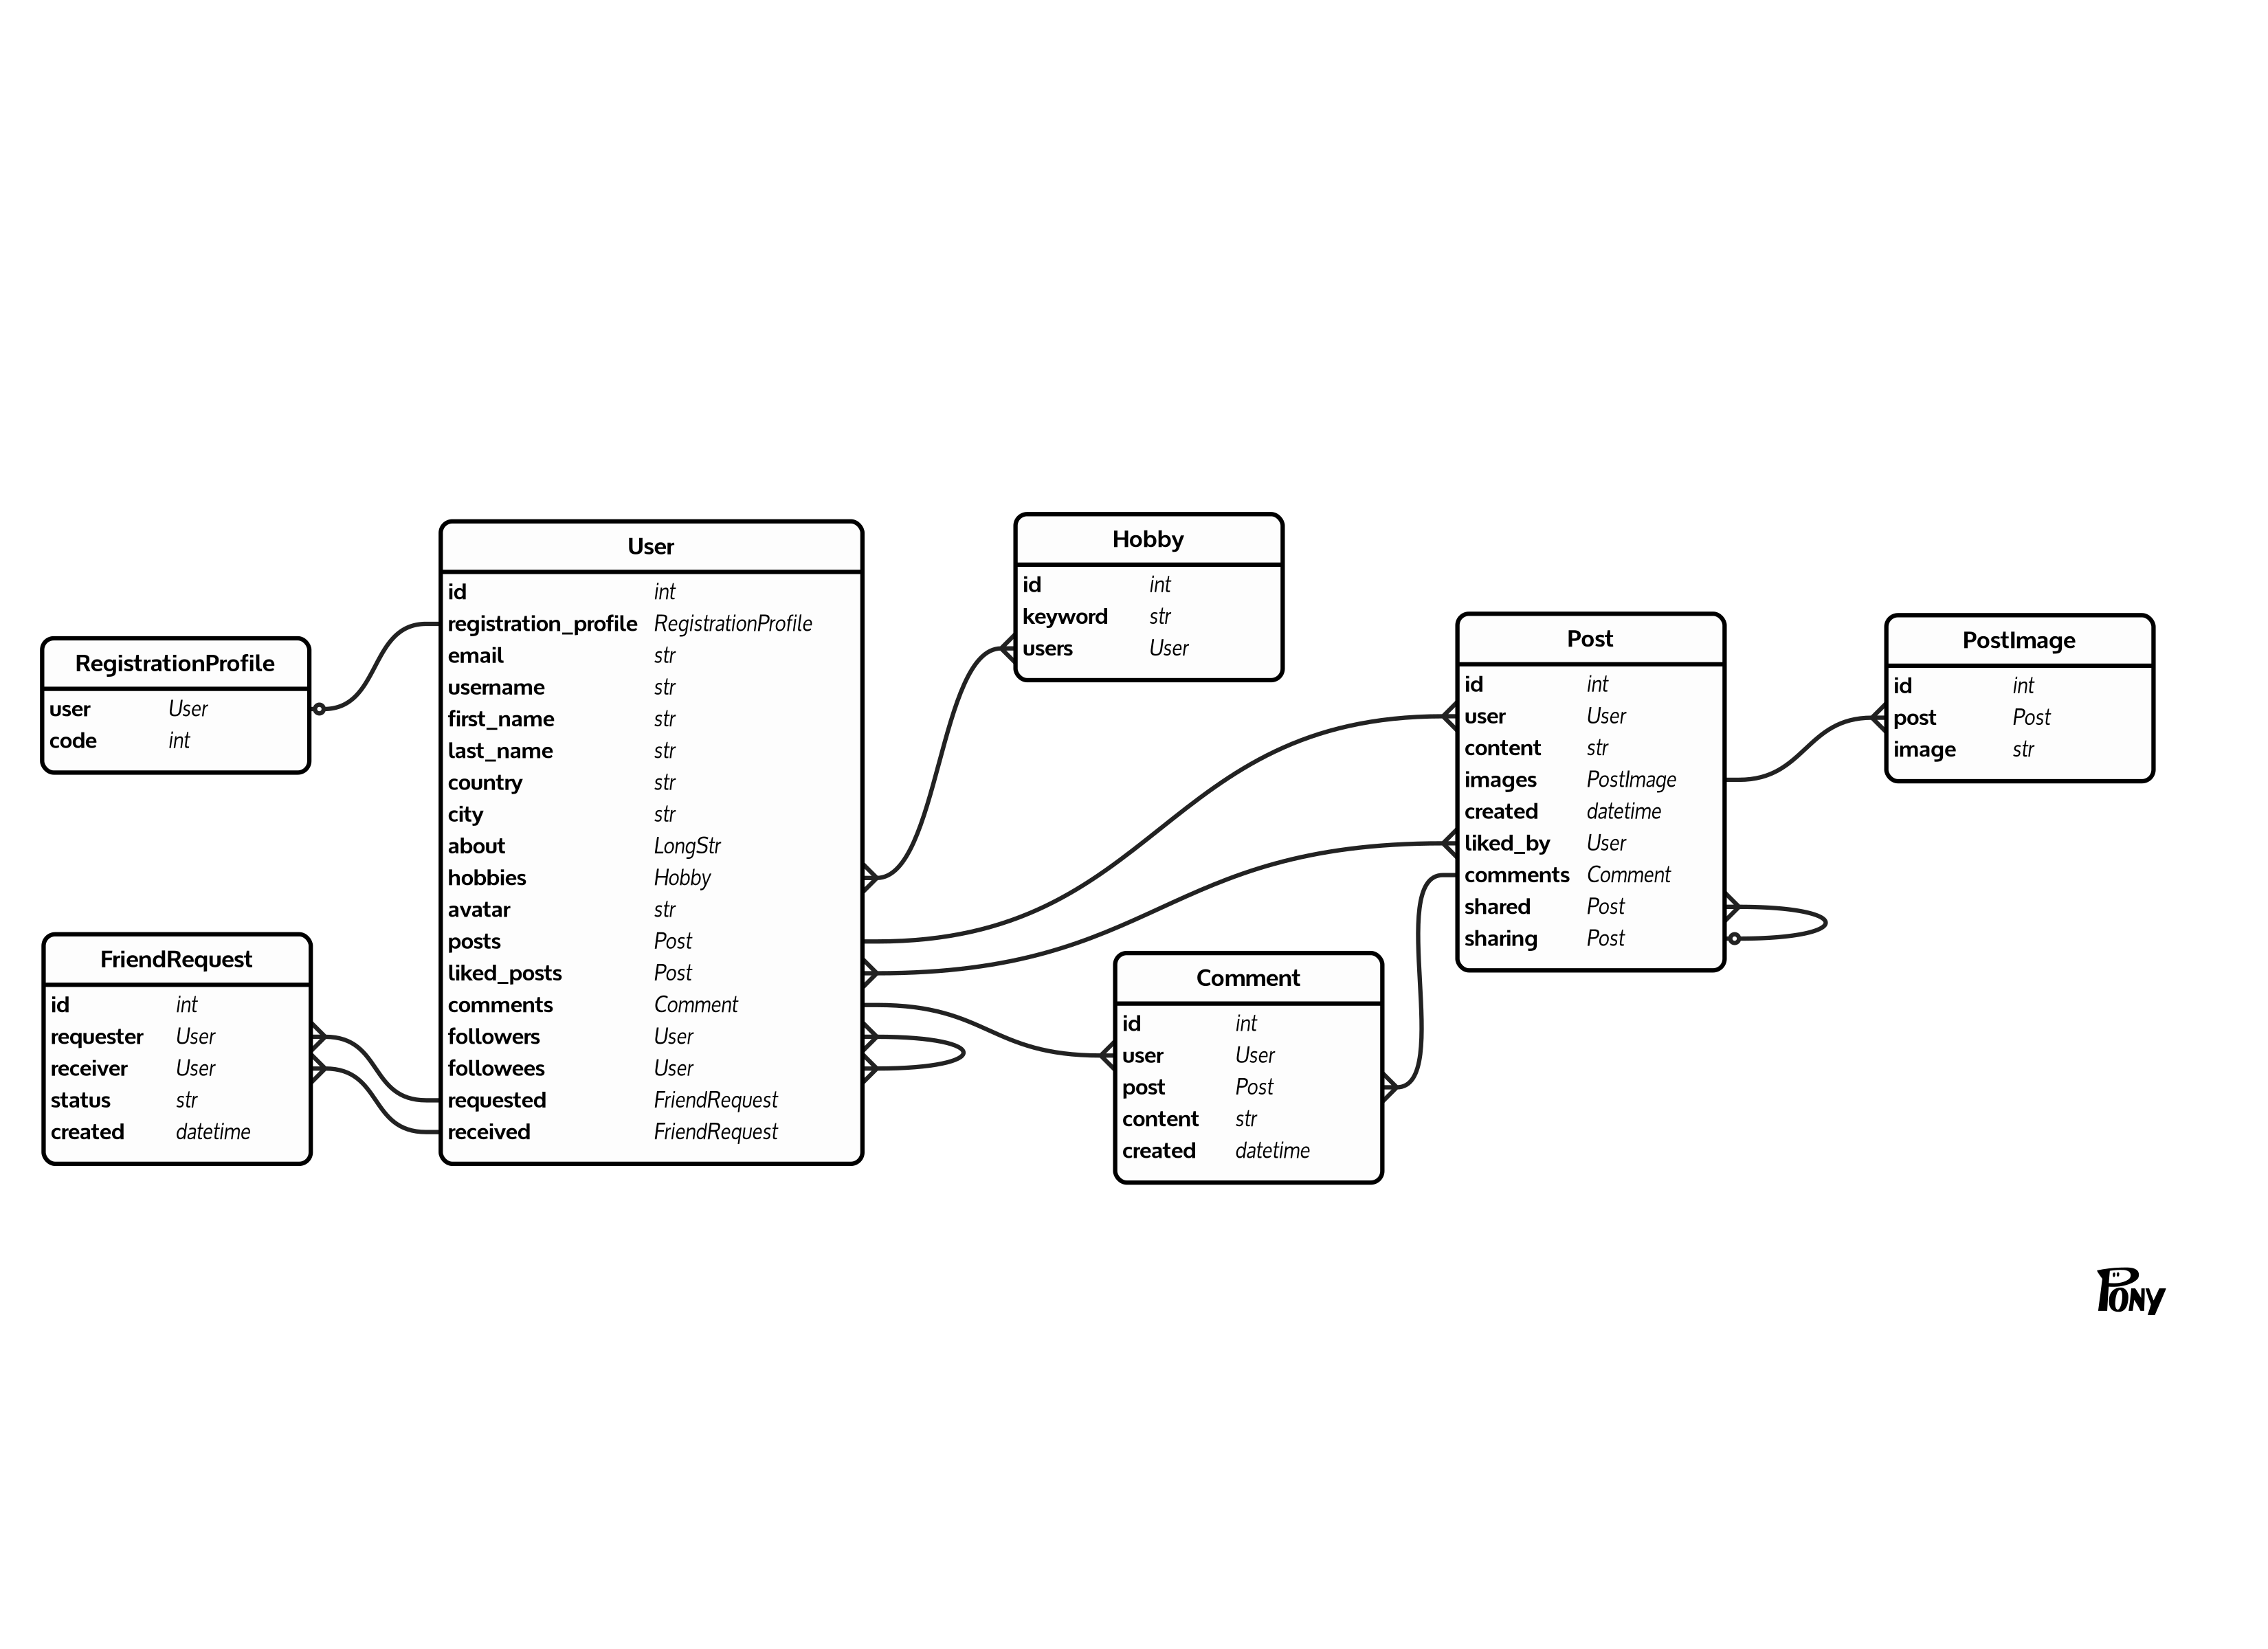 RegistrationProfile
user User
code int
FriendRequest
id int
requester User
receiver User
status str
created datetime
User
id int
registration_profile RegistrationProfile
email str
username str
first_name str
last_name str
country str
city str
about LongStr
hobbies Hobby
avatar str
posts Post
liked_posts Post
comments Comment
followers User
followees User
requested FriendRequest
received FriendRequest
Hobby
id int
keyword str
users User
Comment
id int
user User
post Post
content str
created datetime
Post
id int
user User
content str
images PostImage
created datetime
liked_by User
comments Comment
shared Post
sharing Post
PostImage
id int
post Post
image str
PONY